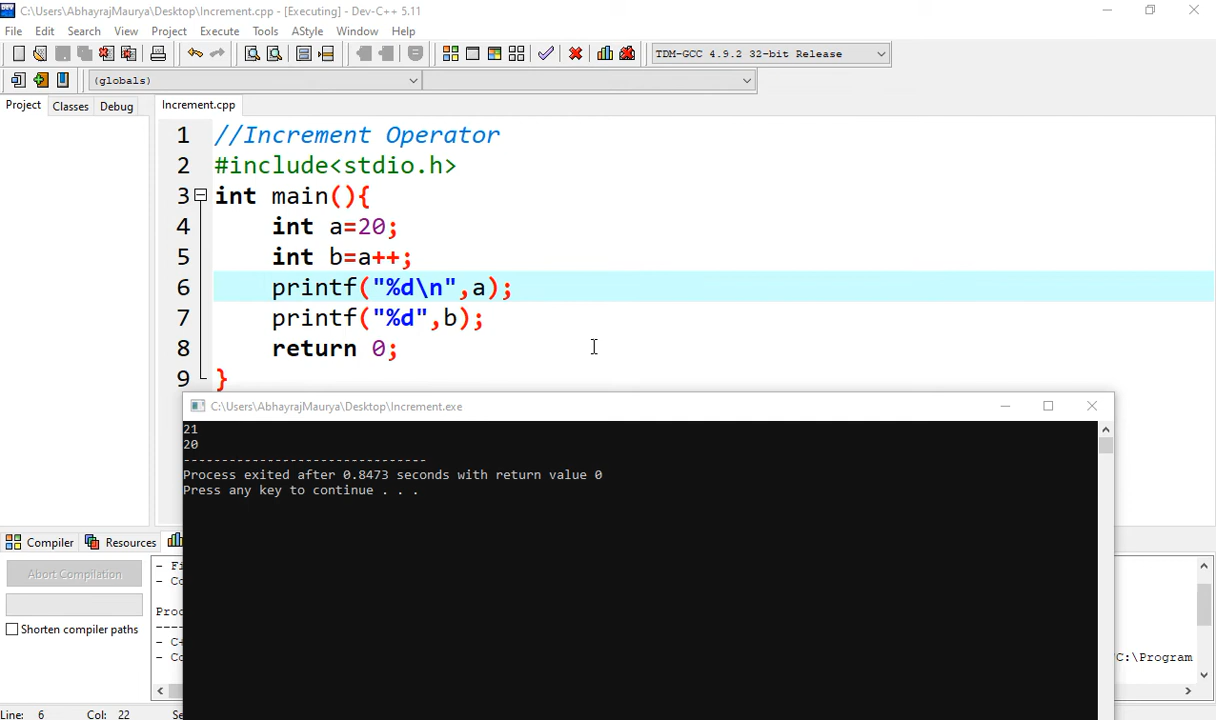 C:\Users\AbhayrajMaurya\Desktop\Increment.cpp - [Executing] - Dev-C++ 5.11
File Edit Search View Project Execute Tools AStyle Window Help
TDM-GCC 4.9.2 32-bit Release
(globals)
Project Classes Debug Increment.cpp
1 //Increment Operator
2 #include<stdio.h>
3 int main(){
4 int a=20;
5 int b=a++;
6 printf("%d\n",a);
7 printf("%d",b);
8 return 0;
9 }
C:\Users\AbhayrajMaurya\Desktop\Increment.exe
21
20
--------------------------------
Process exited after 0.8473 seconds with return value 0
Press any key to continue . . .
Compiler Resources
Abort Compilation
Shorten compiler paths
C:\Program
Line: 6 Col: 22